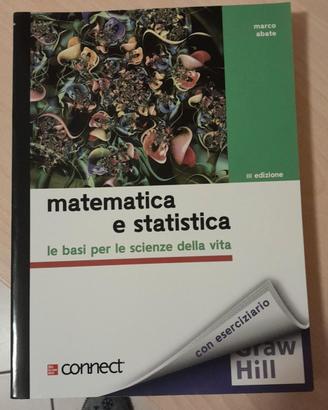 marco
abate
III edizione
matematica
e statistica
le basi per le scienze della vita
con eserciziario
Graw
Hill
connect